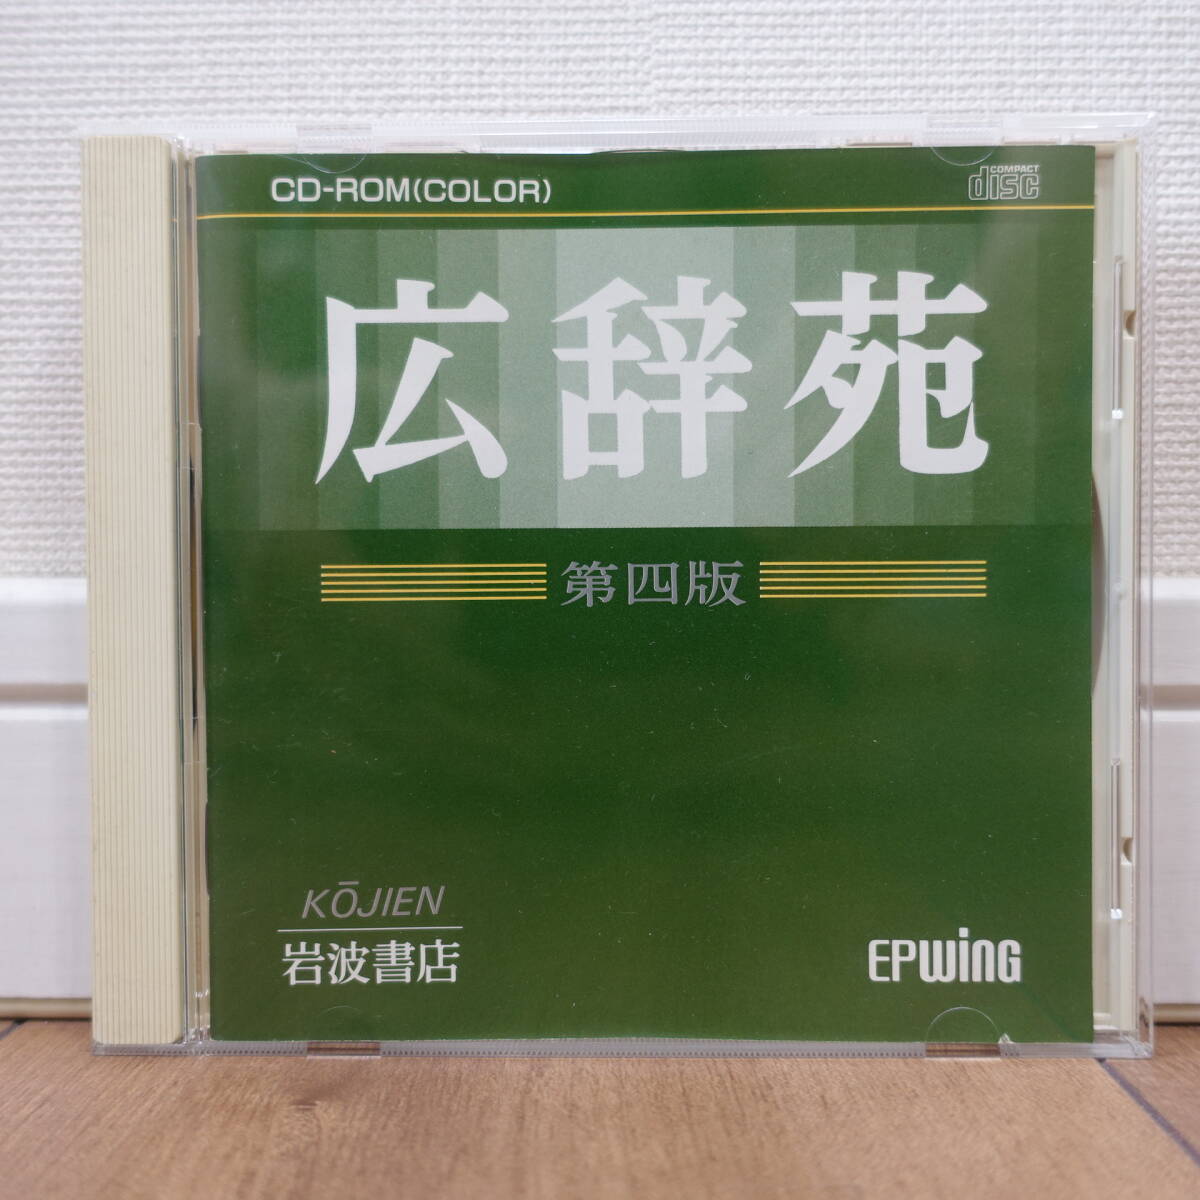 CD-ROM(COLOR)
COMPACT
disc
広辞苑
第四版
KŌJIEN
岩波書店
EPWING